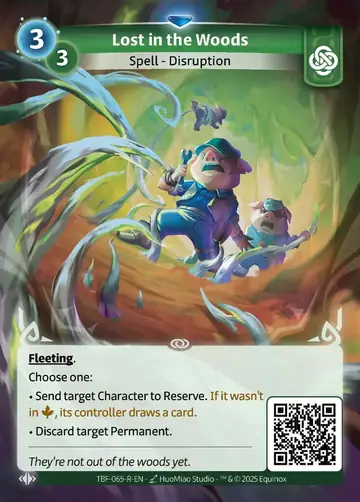 3
Lost in the Woods
3
Spell - Disruption
Fleeting.
Choose one:
• Send target Character to Reserve. If it wasn't
in , its controller draws a card.
• Discard target Permanent.
They're not out of the woods yet.
TBF-065-R-EN - HuoMiao Studio - ™ & © 2025 Equinox